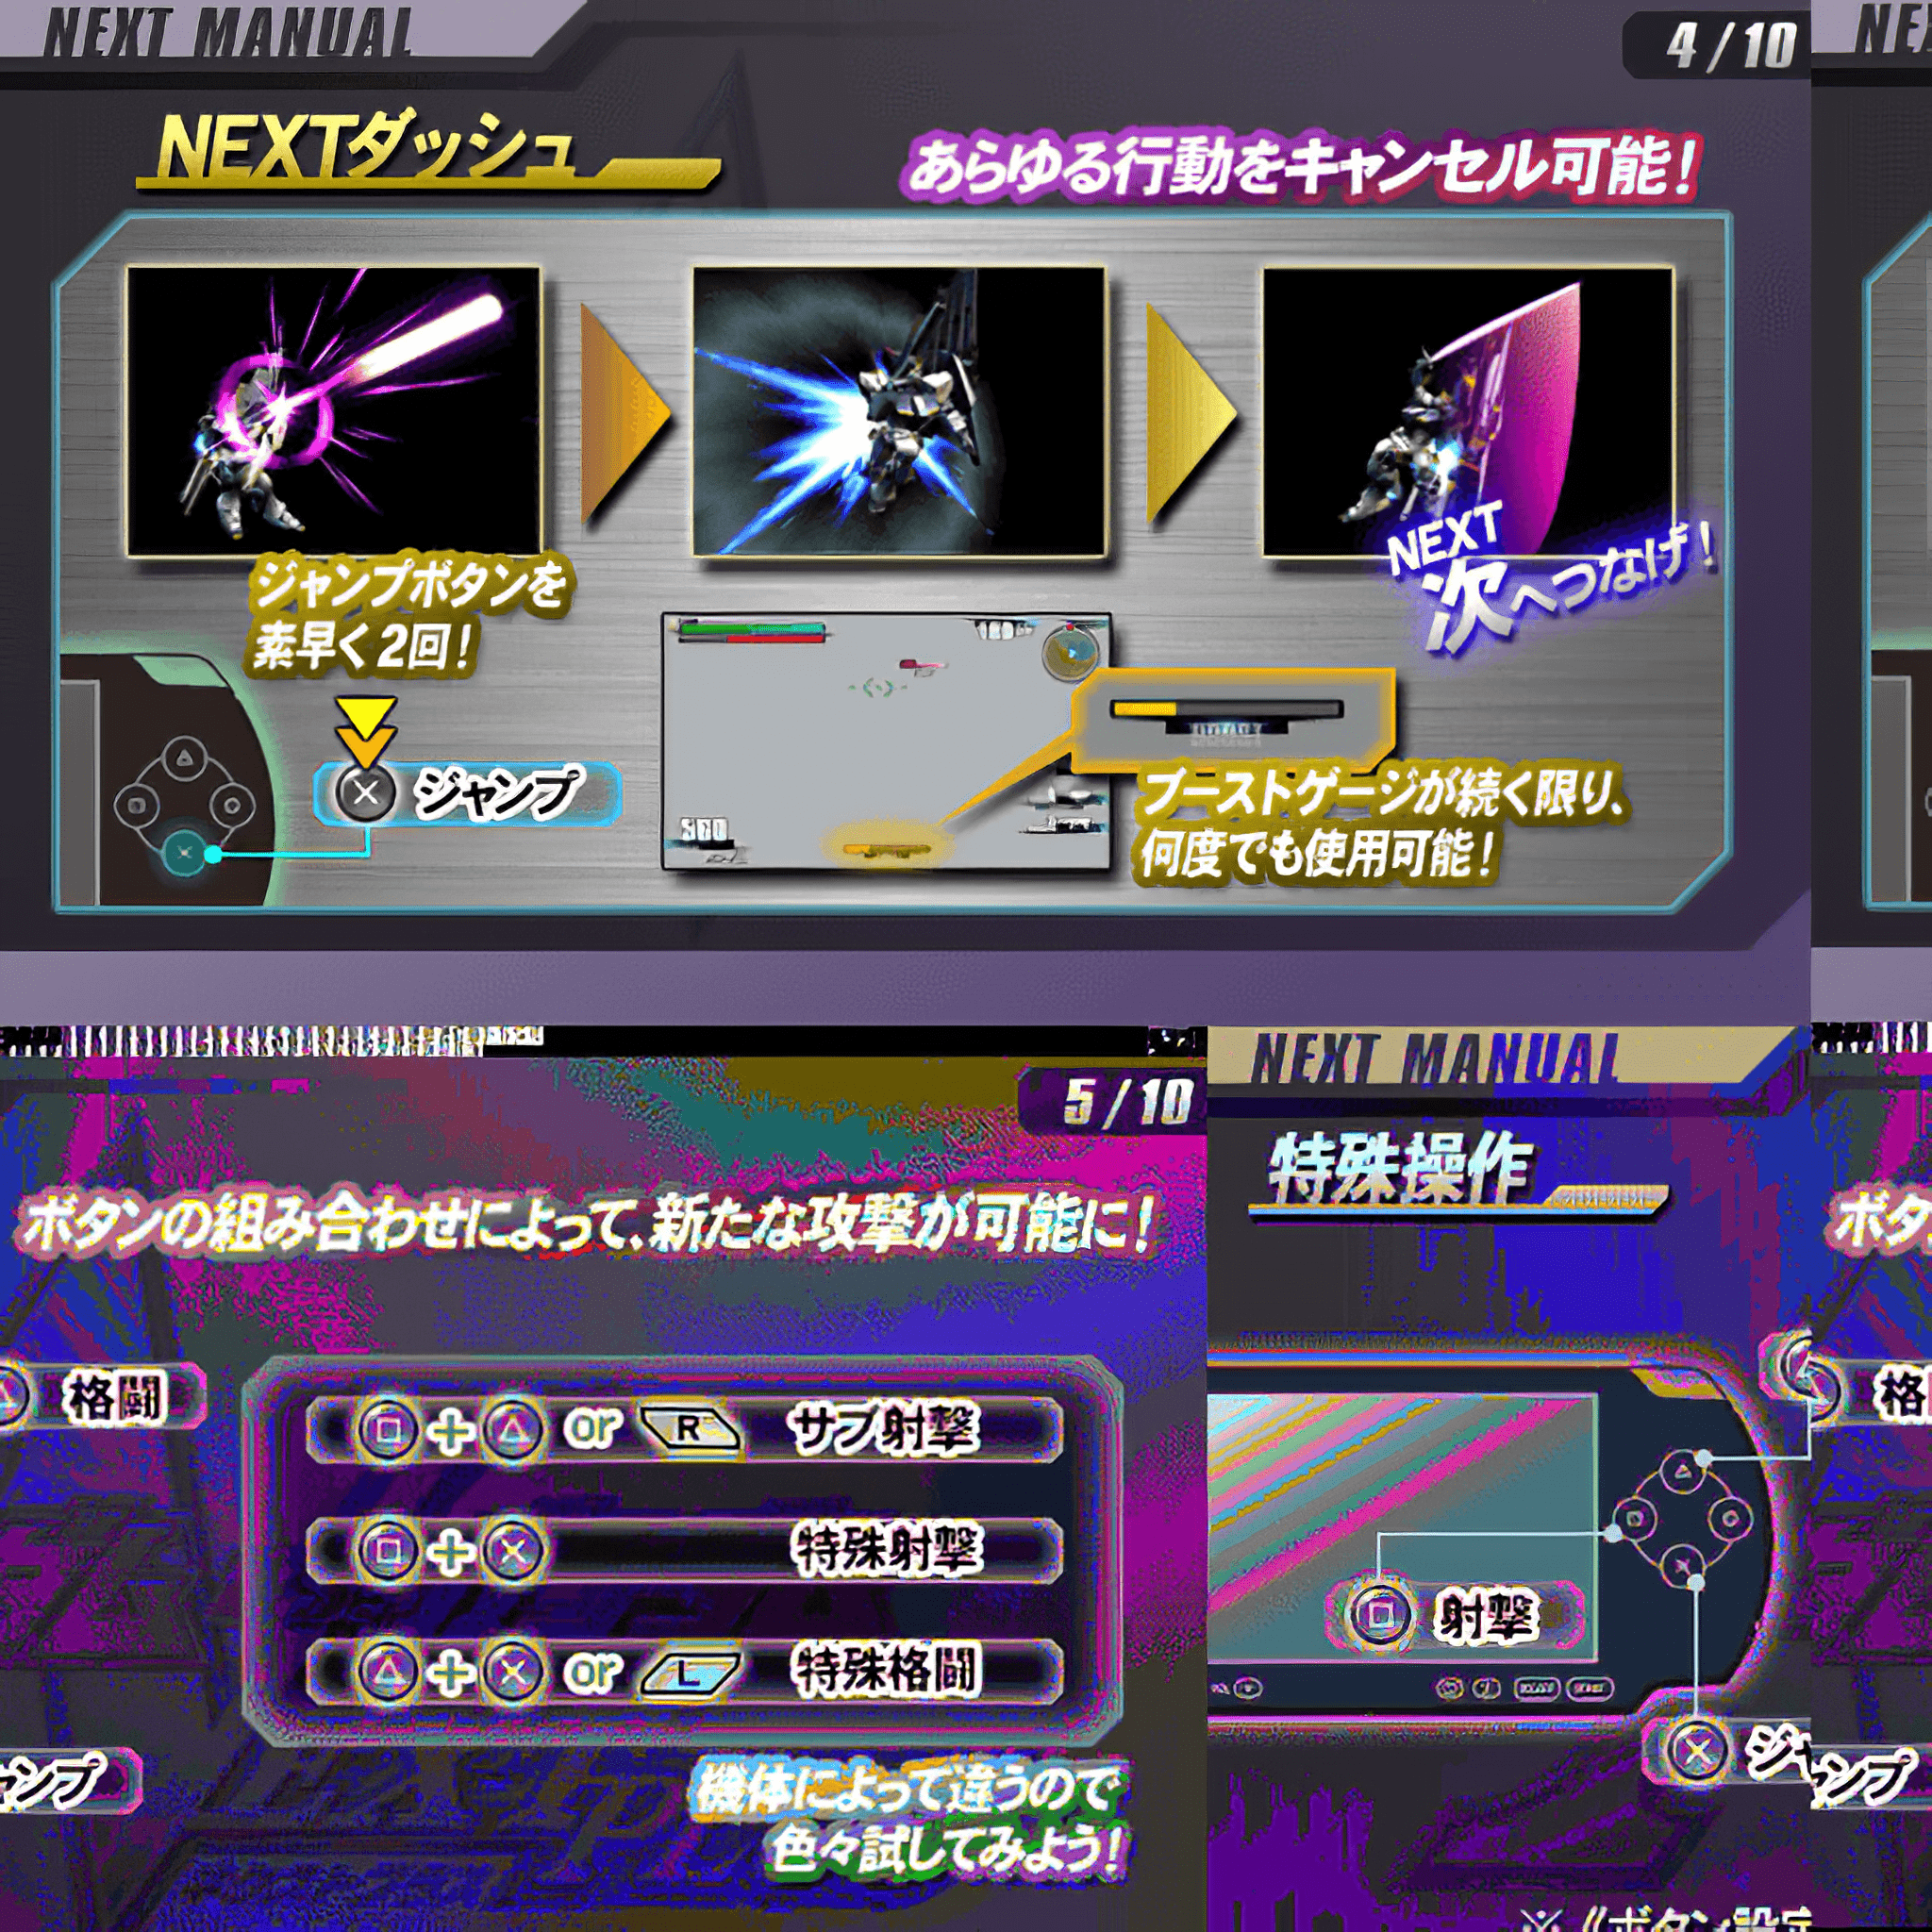 NEXT MANUAL
4/10
NEXTダッシュ
あらゆる行動をキャンセル可能!
ジャンプボタンを
素早く2回!
NEXT
次へつなげ!
ジャンプ
ブーストゲージが続く限り、
何度でも使用可能!
5/10
ボタンの組み合わせによって、新たな攻撃が可能に!
格闘
□+△ or R サブ射撃
□+× 特殊射撃
△+× or L 特殊格闘
ンプ
機体によって違うので
色々試してみよう!
NEXT MANUAL
特殊操作
射撃
ジャンプ
※《ボタン設定
NE
ボタ
格